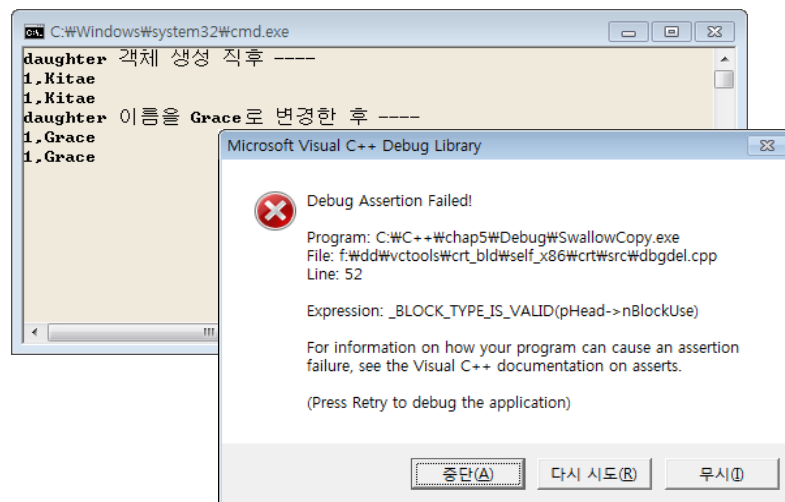 C:\Windows\system32\cmd.exe
daughter 객체 생성 직후 ----
1,Kitae
1,Kitae
daughter 이름을 Grace로 변경한 후 ----
1,Grace
1,Grace
Microsoft Visual C++ Debug Library
Debug Assertion Failed!
Program: C:₩C++₩chap5₩Debug₩SwallowCopy.exe
File: f:₩dd₩vctools₩crt_bld₩self_x86₩crt₩src₩dbgdel.cpp
Line: 52
Expression: _BLOCK_TYPE_IS_VALID(pHead->nBlockUse)
For information on how your program can cause an assertion
failure, see the Visual C++ documentation on asserts.
(Press Retry to debug the application)
중단(A) 다시 시도(R) 무시(I)